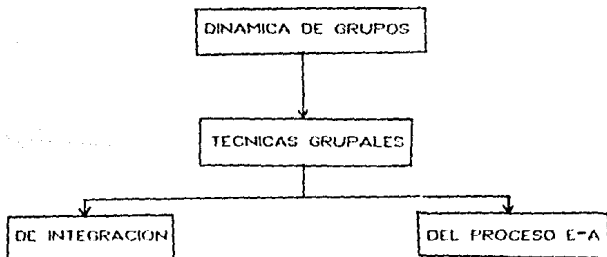 DINAMICA DE GRUPOS
TECNICAS GRUPALES
DE INTEGRACION
DEL PROCESO E-A